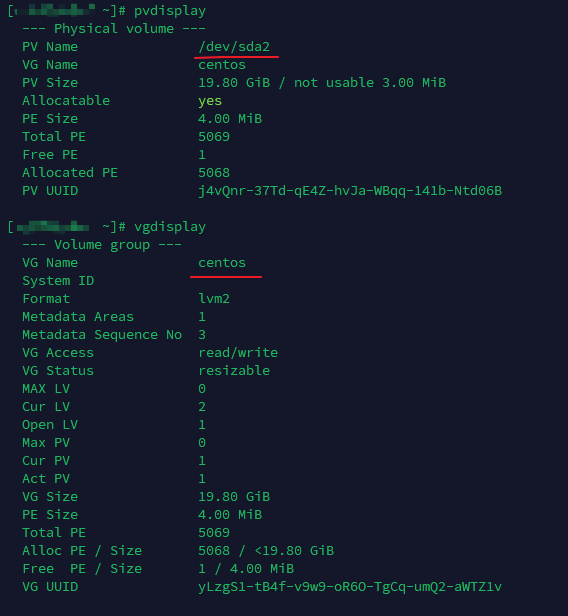 [ ~]# pvdisplay
--- Physical volume ---
PV Name /dev/sda2
VG Name centos
PV Size 19.80 GiB / not usable 3.00 MiB
Allocatable yes
PE Size 4.00 MiB
Total PE 5069
Free PE 1
Allocated PE 5068
PV UUID j4vQnr-37Td-qE4Z-hvJa-WBqq-141b-Ntd06B
[ ~]# vgdisplay
--- Volume group ---
VG Name centos
System ID
Format lvm2
Metadata Areas 1
Metadata Sequence No 3
VG Access read/write
VG Status resizable
MAX LV 0
Cur LV 2
Open LV 1
Max PV 0
Cur PV 1
Act PV 1
VG Size 19.80 GiB
PE Size 4.00 MiB
Total PE 5069
Alloc PE / Size 5068 / <19.80 GiB
Free PE / Size 1 / 4.00 MiB
VG UUID yLzgS1-tB4f-v9w9-oR6O-TgCq-umQ2-aWTZ1v